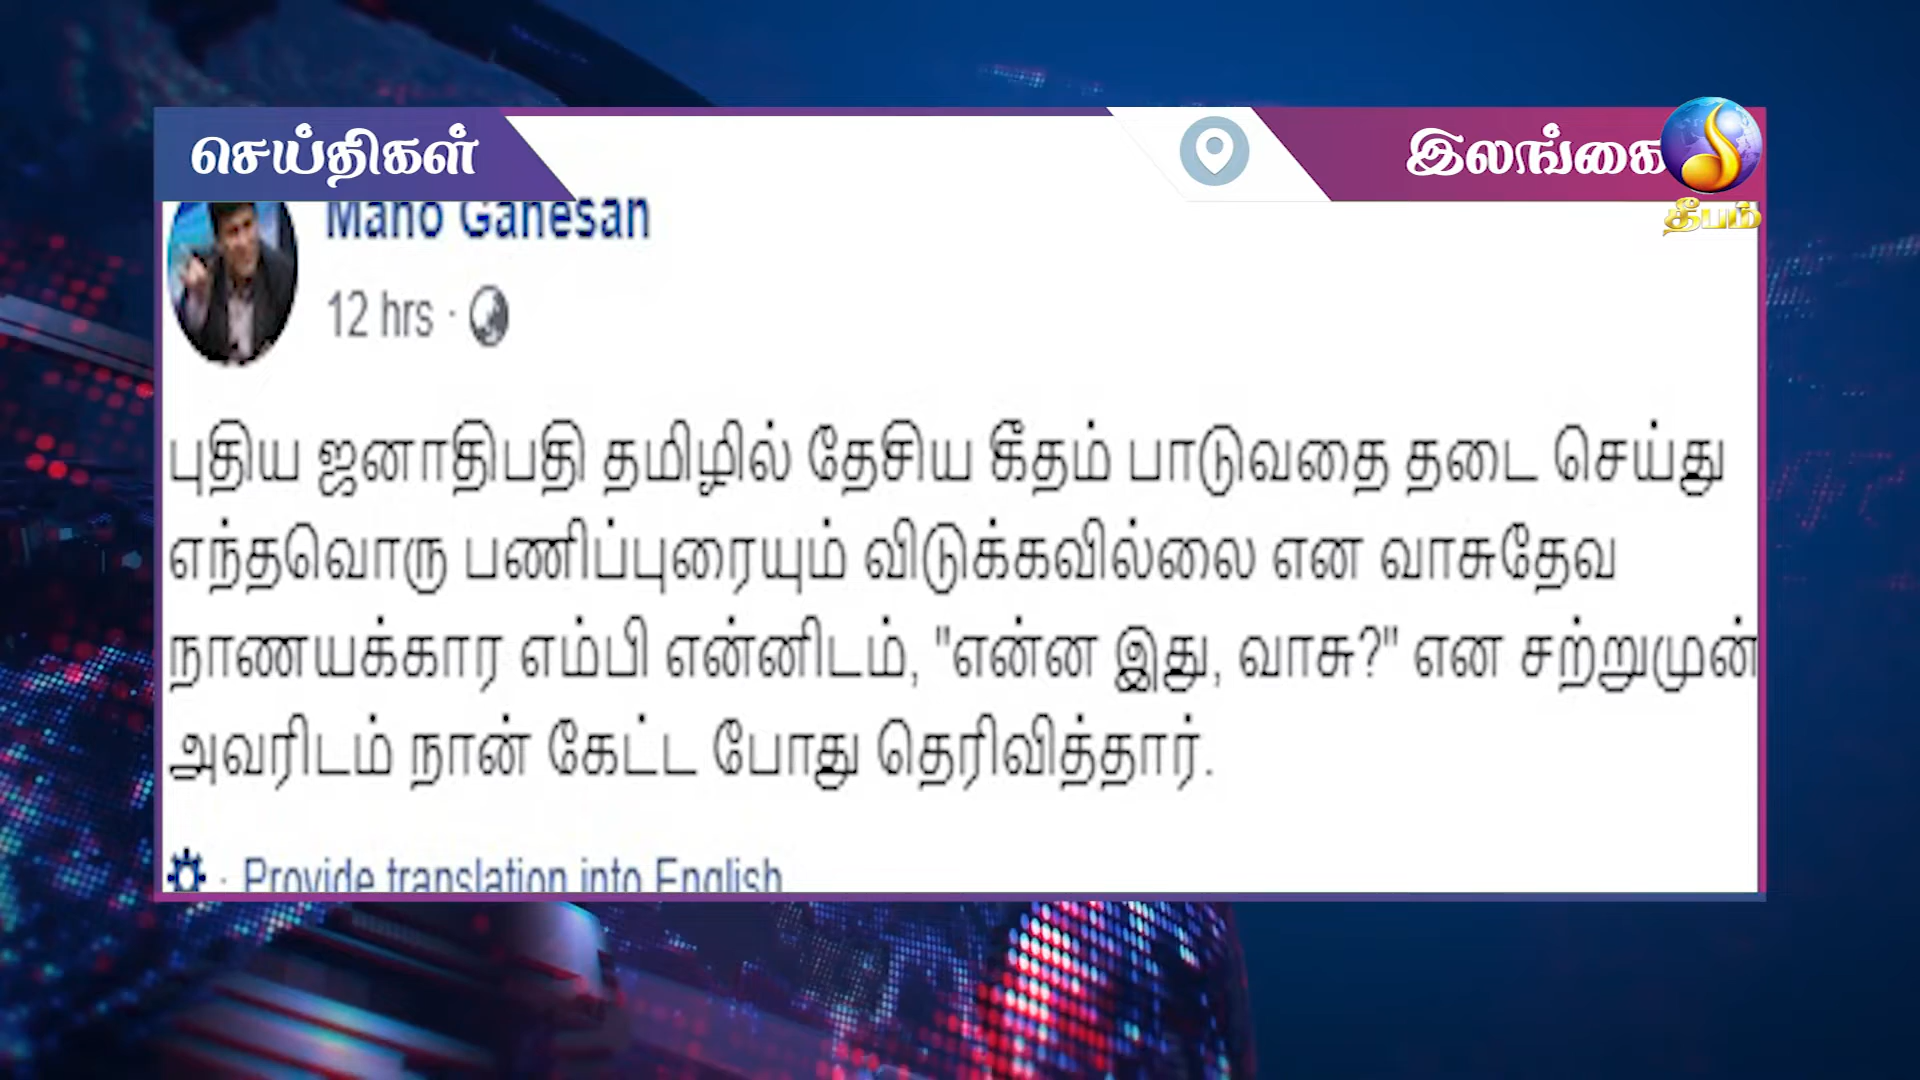 செய்திகள்
இலங்கை
தீபம்
Mano Ganesan
12 hrs ·
புதிய ஜனாதிபதி தமிழில் தேசிய கீதம் பாடுவதை தடை செய்து
எந்தவொரு பணிப்புரையும் விடுக்கவில்லை என வாசுதேவ
நாணயக்கார எம்பி என்னிடம், "என்ன இது, வாசு?" என சற்றுமுன்
அவரிடம் நான் கேட்ட போது தெரிவித்தார்.
· Provide translation into English